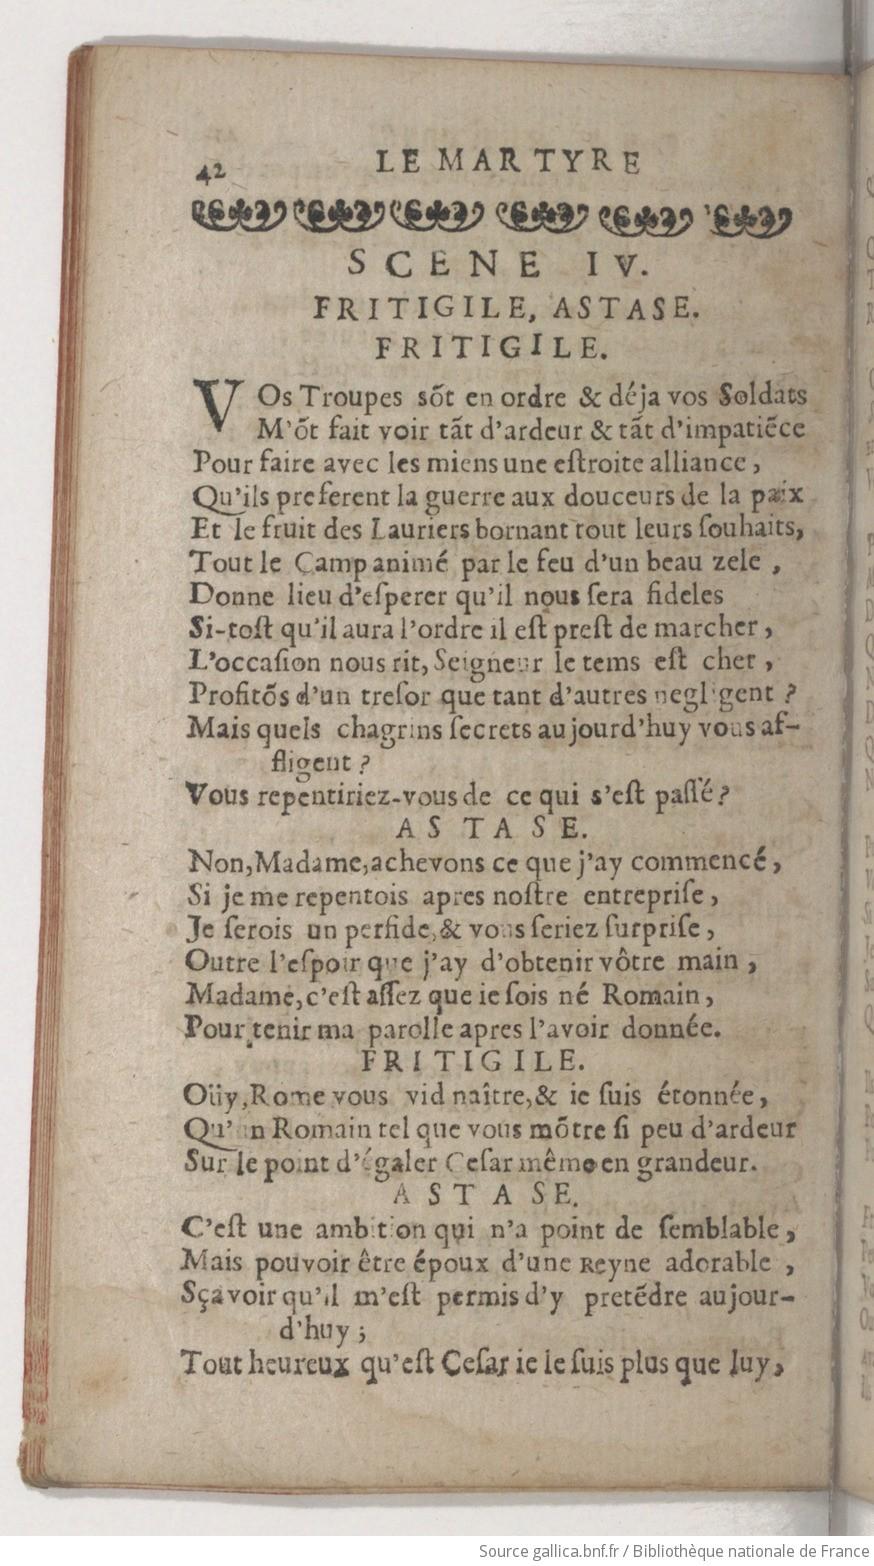 42 LE MARTYRE
SCENE IV.
FRITIGILE, ASTASE.
FRITIGILE.
VOs Troupes sõt en ordre & déja vos Soldats
M'õt fait voir tãt d'ardeur & tãt d'impatiẽce
Pour faire avec les miens une eſtroite alliance,
Qu'ils preferent la guerre aux douceurs de la paix
Et le fruit des Lauriers bornant tout leurs ſouhaits,
Tout le Camp animé par le feu d'un beau zele,
Donne lieu d'eſperer qu'il nous ſera fideles
Si-toſt qu'il aura l'ordre il eſt preſt de marcher,
L'occaſion nous rit, Seigneur le tems eſt cher,
Profitõs d'un treſor que tant d'autres negligent ?
Mais quels chagrins ſecrets aujourd'huy vous af-
fligent ?
Vous repentiriez-vous de ce qui s'eſt paſſé ?
ASTASE.
Non, Madame, achevons ce que j'ay commencé,
Si je me repentois apres noſtre entrepriſe,
Je ſerois un perfide, & vous ſeriez ſurpriſe,
Outre l'eſpoir que j'ay d'obtenir vôtre main,
Madame, c'eſt aſſez que ie ſois né Romain,
Pour tenir ma parolle apres l'avoir donnée.
FRITIGILE.
Oüy, Rome vous vid naître, & ie ſuis étonnée,
Qu'un Romain tel que vous mõtre ſi peu d'ardeur
Sur le point d'égaler Ceſar même en grandeur.
ASTASE.
C'eſt une ambition qui n'a point de ſemblable,
Mais pouvoir être époux d'une Reyne adorable,
Sçavoir qu'il m'eſt permis d'y pretẽdre aujour-
d'huy ;
Tout heureux qu'eſt Ceſar ie le ſuis plus que luy,
Source gallica.bnf.fr / Bibliothèque nationale de France